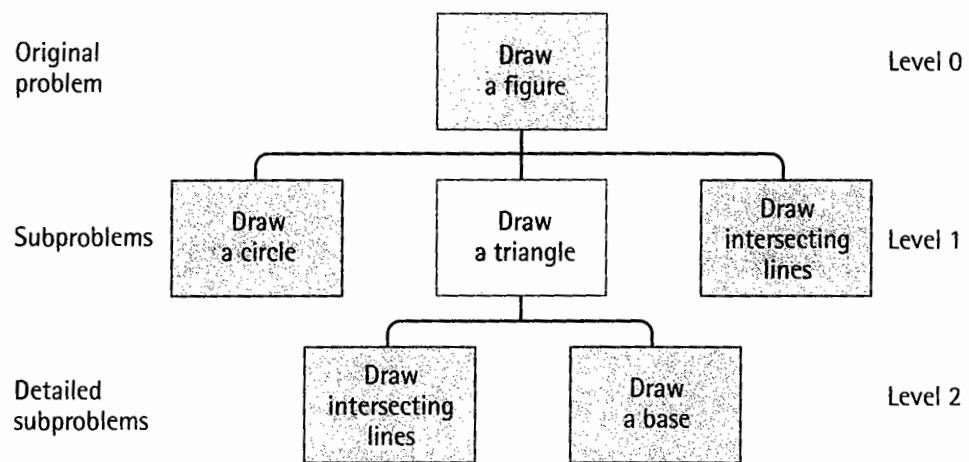 Original
problem
Draw
a figure
Level 0
Subproblems
Draw
a circle
Draw
a triangle
Draw
intersecting
lines
Level 1
Detailed
subproblems
Draw
intersecting
lines
Draw
a base
Level 2